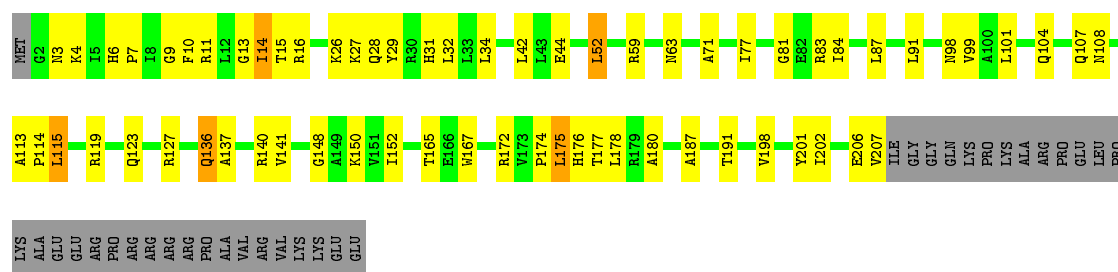 MET G2 N3 K4 I5 H6 P7 I8 G9 F10 R11 L12 G13 I14 T15 R16 K26 K27 Q28 Y29 R30 H31 L32 L33 L34 L42 L43 E44 L52 R59 N63 A71 I77 G81 E82 R83 I84 L87 L91 N98 V99 A100 L101 Q104 Q107 N108
A113 P114 L115 R119 Q123 R127 Q136 A137 R140 V141 G148 A149 K150 V151 I152 T165 E166 W167 R172 V173 P174 L175 H176 T177 L178 R179 A180 A187 T191 V198 Y201 I202 E206 V207 ILE GLY GLY GLN LYS PRO LYS ALA ARG PRO GLU LEU PRO
LYS ALA GLU GLU ARG PRO ARG ARG ARG ARG PRO ALA VAL ARG VAL LYS LYS GLU GLU